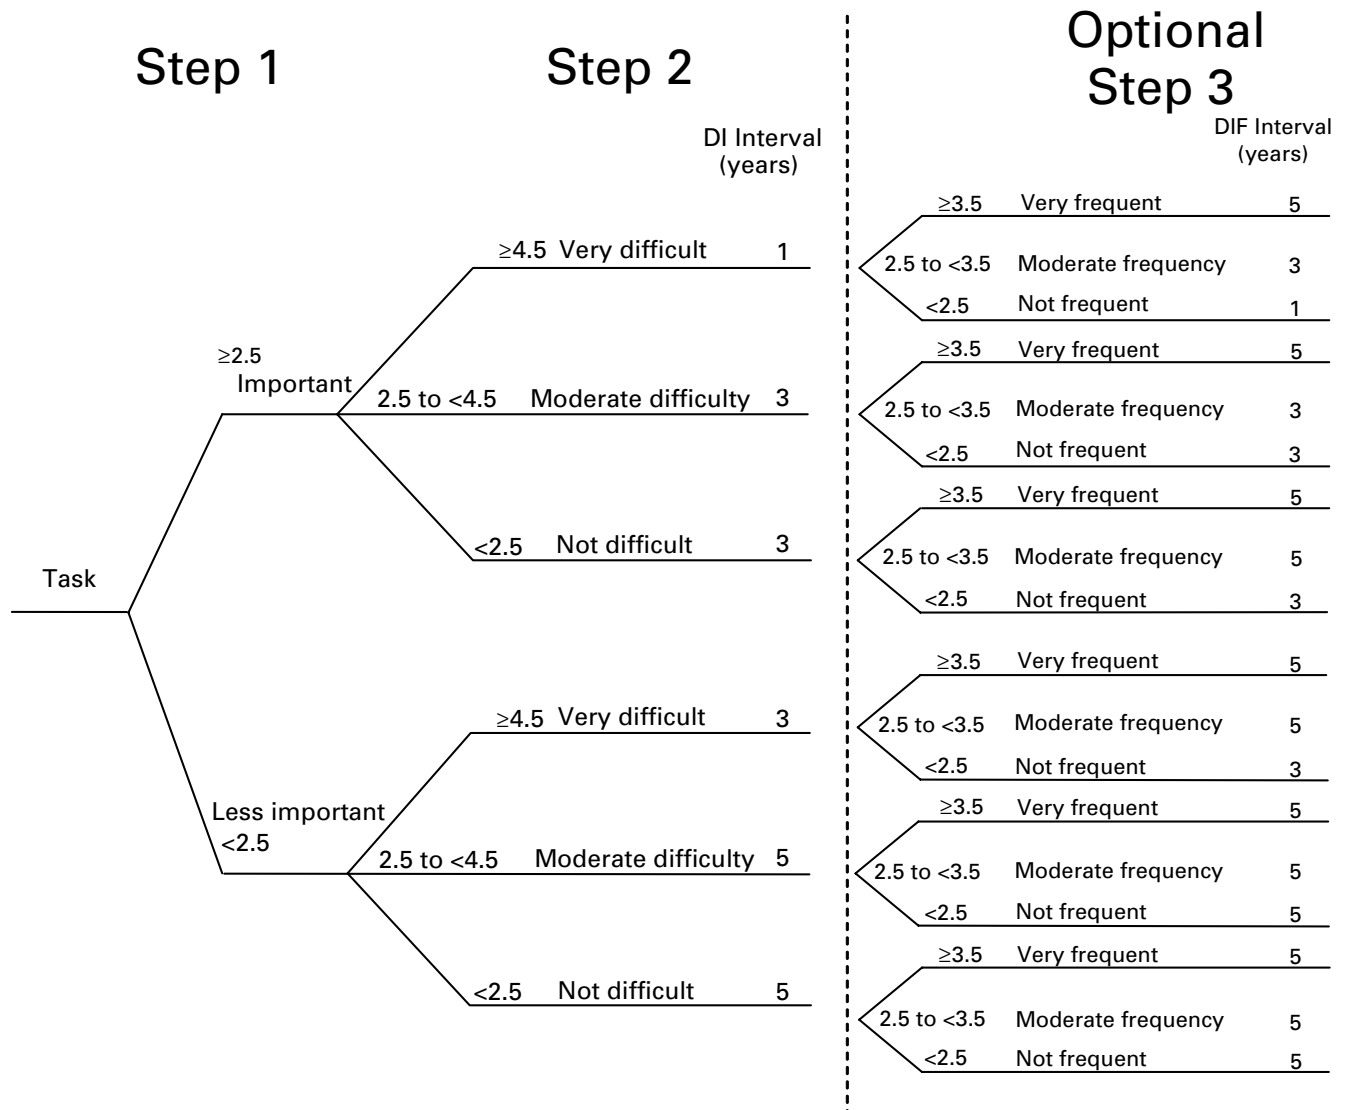 Step 1
Step 2
Optional
Step 3
DI Interval
(years)
DIF Interval
(years)
≥3.5 Very frequent 5
≥4.5 Very difficult 1
2.5 to <3.5 Moderate frequency 3
<2.5 Not frequent 1
≥2.5
Important
≥3.5 Very frequent 5
2.5 to <4.5 Moderate difficulty 3
2.5 to <3.5 Moderate frequency 3
<2.5 Not frequent 3
≥3.5 Very frequent 5
<2.5 Not difficult 3
2.5 to <3.5 Moderate frequency 5
<2.5 Not frequent 3
Task
≥3.5 Very frequent 5
≥4.5 Very difficult 3
2.5 to <3.5 Moderate frequency 5
<2.5 Not frequent 3
Less important
<2.5
≥3.5 Very frequent 5
2.5 to <4.5 Moderate difficulty 5
2.5 to <3.5 Moderate frequency 5
<2.5 Not frequent 5
≥3.5 Very frequent 5
<2.5 Not difficult 5
2.5 to <3.5 Moderate frequency 5
<2.5 Not frequent 5